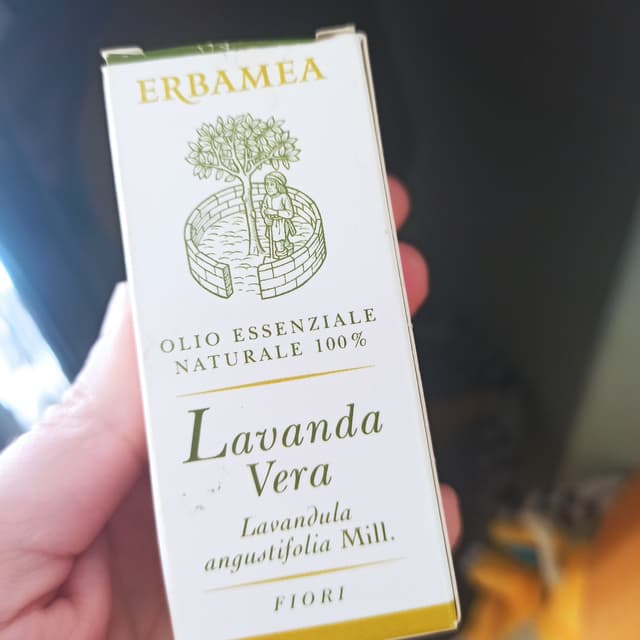 ERBAMEA
OLIO ESSENZIALE
NATURALE 100%
Lavanda
Vera
Lavandula
angustifolia Mill.
FIORI